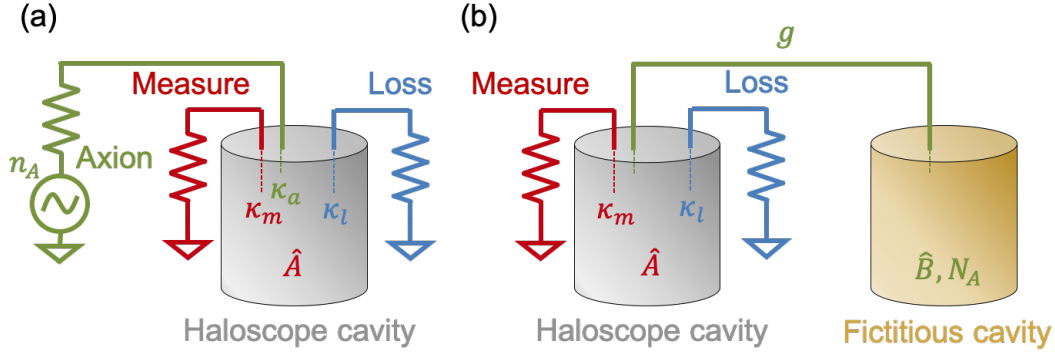 (a)
Measure
Loss
n_A
Axion
κ_m
κ_a
κ_l
Â
Haloscope cavity
(b)
g
Measure
Loss
κ_m
κ_l
Â
B̂, N_A
Haloscope cavity
Fictitious cavity